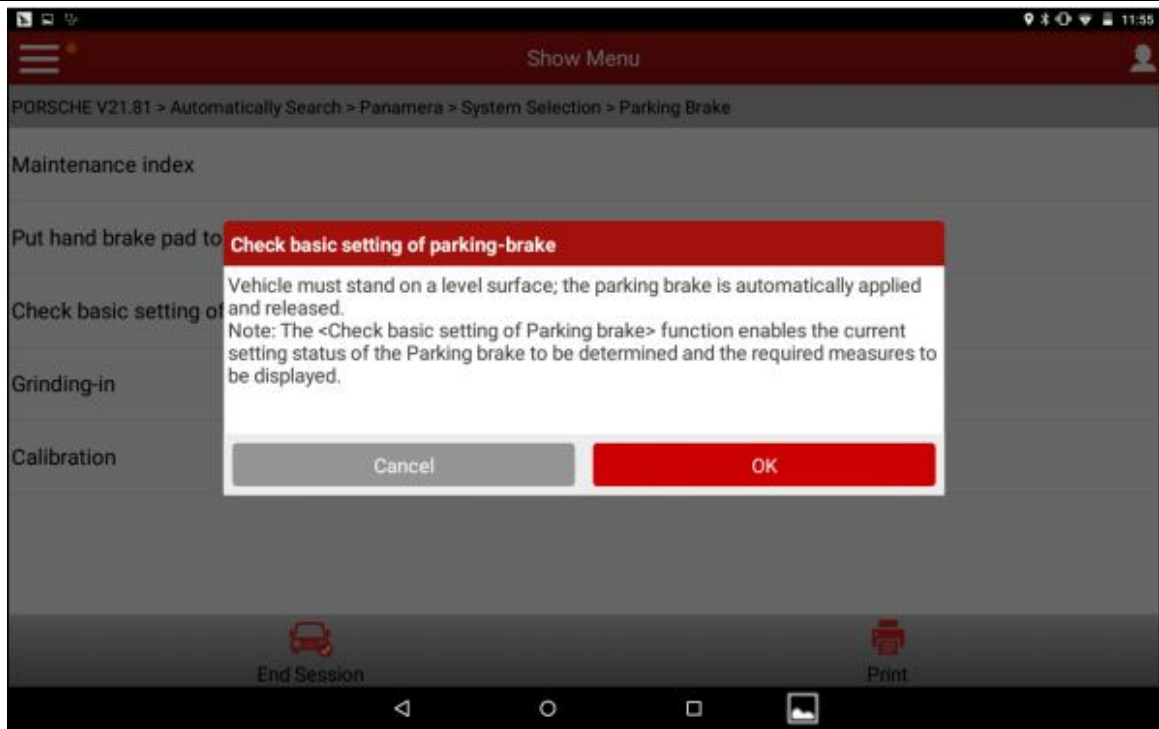 11:55
Show Menu
PORSCHE V21.81 > Automatically Search > Panamera > System Selection > Parking Brake
Maintenance index
Put hand brake pad to
Check basic setting of parking-brake
Vehicle must stand on a level surface; the parking brake is automatically applied
and released.
Note: The <Check basic setting of Parking brake> function enables the current
setting status of the Parking brake to be determined and the required measures to
be displayed.
Check basic setting of
Grinding-in
Cancel
OK
Calibration
End Session
Print